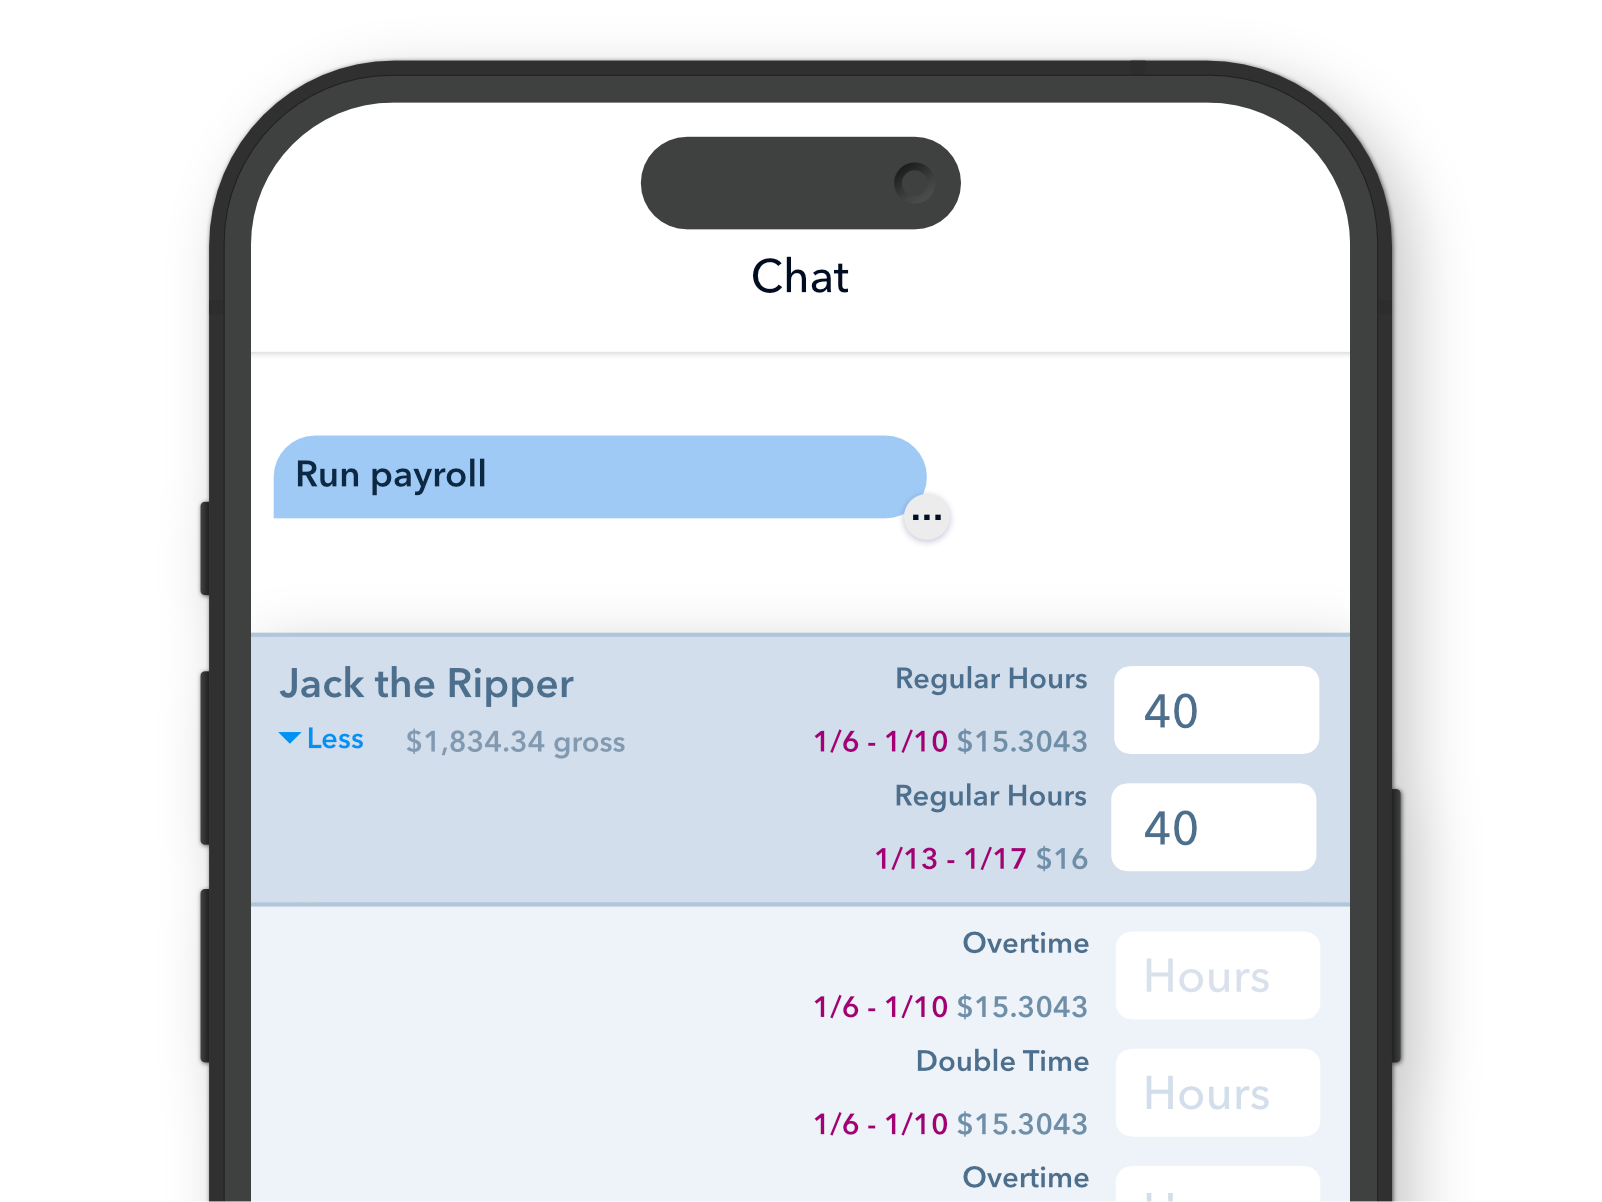 Chat
Run payroll
...
Jack the Ripper
Less $1,834.34 gross
Regular Hours
1/6 - 1/10 $15.3043
40
Regular Hours
1/13 - 1/17 $16
40
Overtime
1/6 - 1/10 $15.3043
Hours
Double Time
1/6 - 1/10 $15.3043
Hours
Overtime